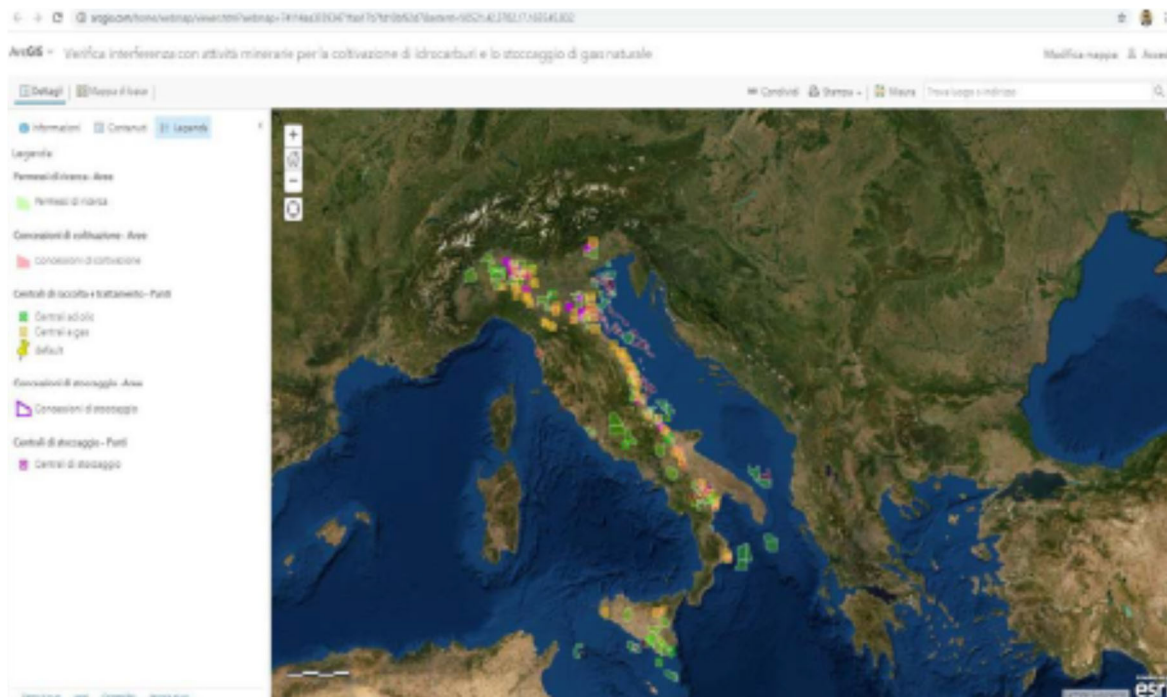 ArcGIS Verifica interferenza con attività minerarie per la coltivazione di idrocarburi e lo stoccaggio di gas naturale
Modifica mappa
Dettagli Mappa di base
Condividi Stampa Misura Trova luogo o indirizzo
Informazioni Contenuti Legenda
Legenda
Permessi di ricerca - Aree
Permessi di ricerca
Concessioni di coltivazione - Aree
Concessioni di coltivazione
Centrali di raccolta e trattamento - Punti
Centrali ad olio
Centrali a gas
default
Concessioni di stoccaggio - Aree
Concessioni di stoccaggio
Centrali di stoccaggio - Punti
Centrali di stoccaggio
esri